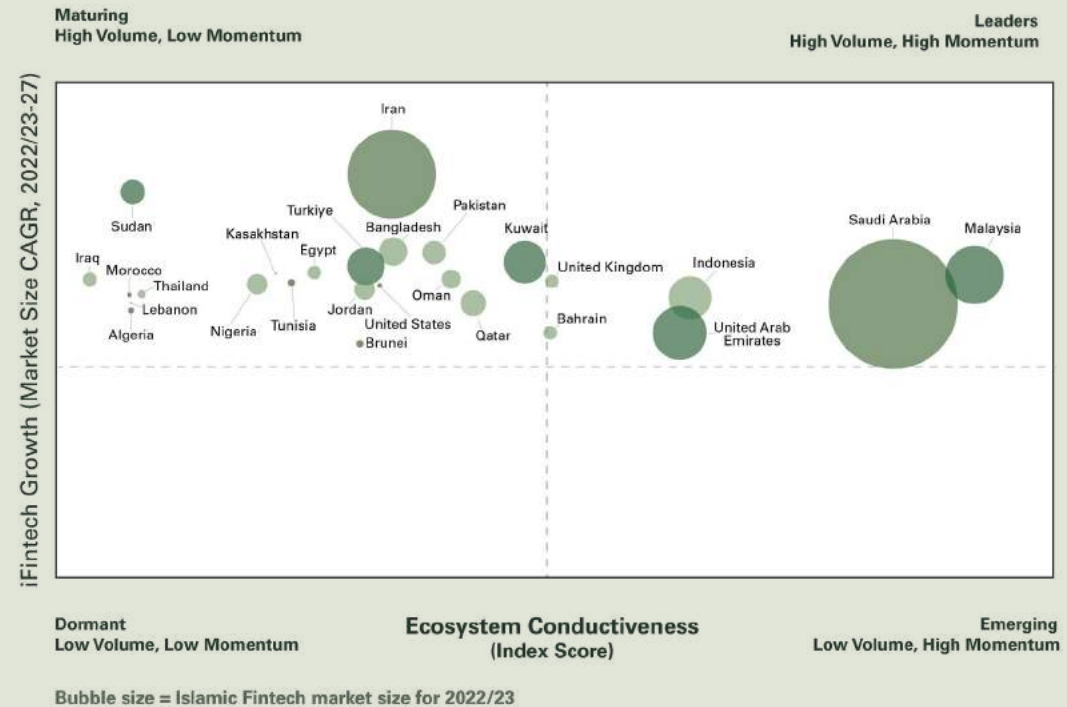 Maturing
High Volume, Low Momentum
Leaders
High Volume, High Momentum
iFintech Growth (Market Size CAGR, 2022/23-27)
Iran
Sudan
Turkiye
Pakistan
Bangladesh
Kuwait
Saudi Arabia
Malaysia
Kasakhstan
Egypt
Iraq
Morocco
Thailand
Lebanon
Algeria
Nigeria
Tunisia
Jordan
United States
Brunei
Oman
Qatar
United Kingdom
Bahrain
Indonesia
United Arab
Emirates
Dormant
Low Volume, Low Momentum
Ecosystem Conductiveness
(Index Score)
Emerging
Low Volume, High Momentum
Bubble size = Islamic Fintech market size for 2022/23